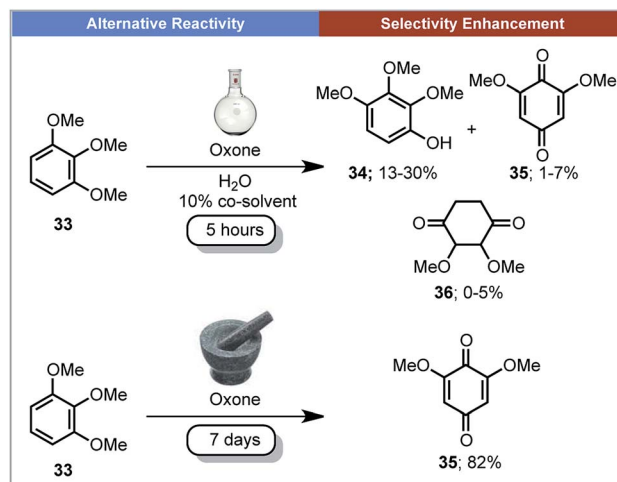 Alternative Reactivity
Selectivity Enhancement
OMe
OMe
OMe
33
Oxone
H₂O
10% co-solvent
5 hours
OMe
MeO
OMe
OH
34; 13-30%
+
O
MeO
OMe
O
35; 1-7%
O
O
MeO
OMe
36; 0-5%
OMe
OMe
OMe
33
Oxone
7 days
O
MeO
OMe
O
35; 82%